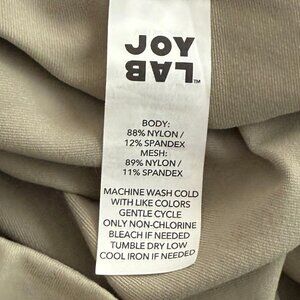 JOY
LAB™
BODY:
88% NYLON /
12% SPANDEX
MESH:
89% NYLON /
11% SPANDEX
MACHINE WASH COLD
WITH LIKE COLORS
GENTLE CYCLE
ONLY NON-CHLORINE
BLEACH IF NEEDED
TUMBLE DRY LOW
COOL IRON IF NEEDED